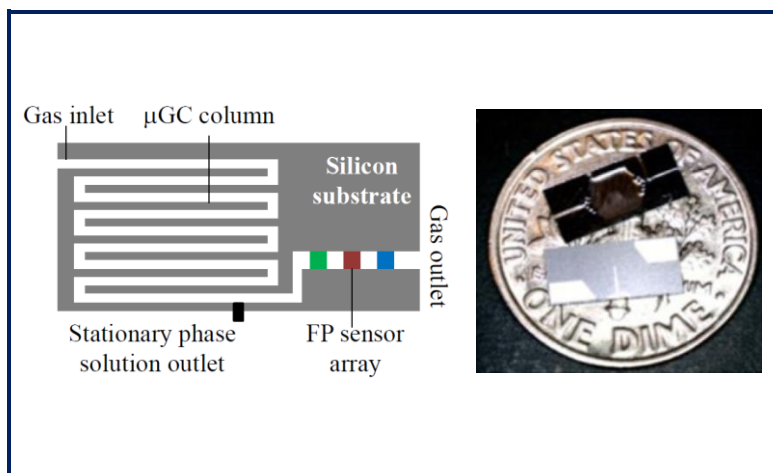 Gas inlet
μGC column
Silicon
substrate
Gas outlet
Stationary phase
solution outlet
FP sensor
array
UNITED STATES OF AMERICA
ONE DIME